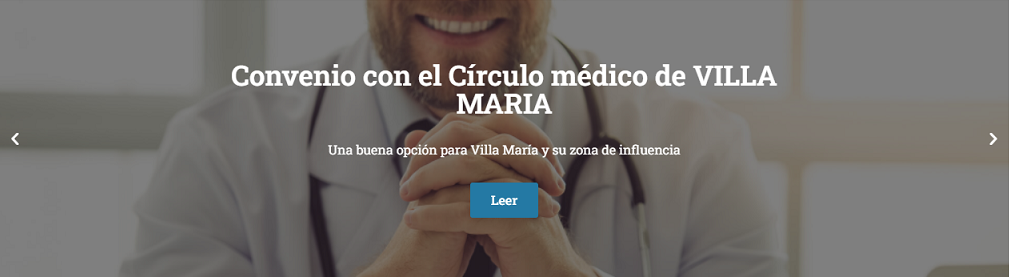 Convenio con el Círculo médico de VILLA
MARIA
Una buena opción para Villa María y su zona de influencia
Leer